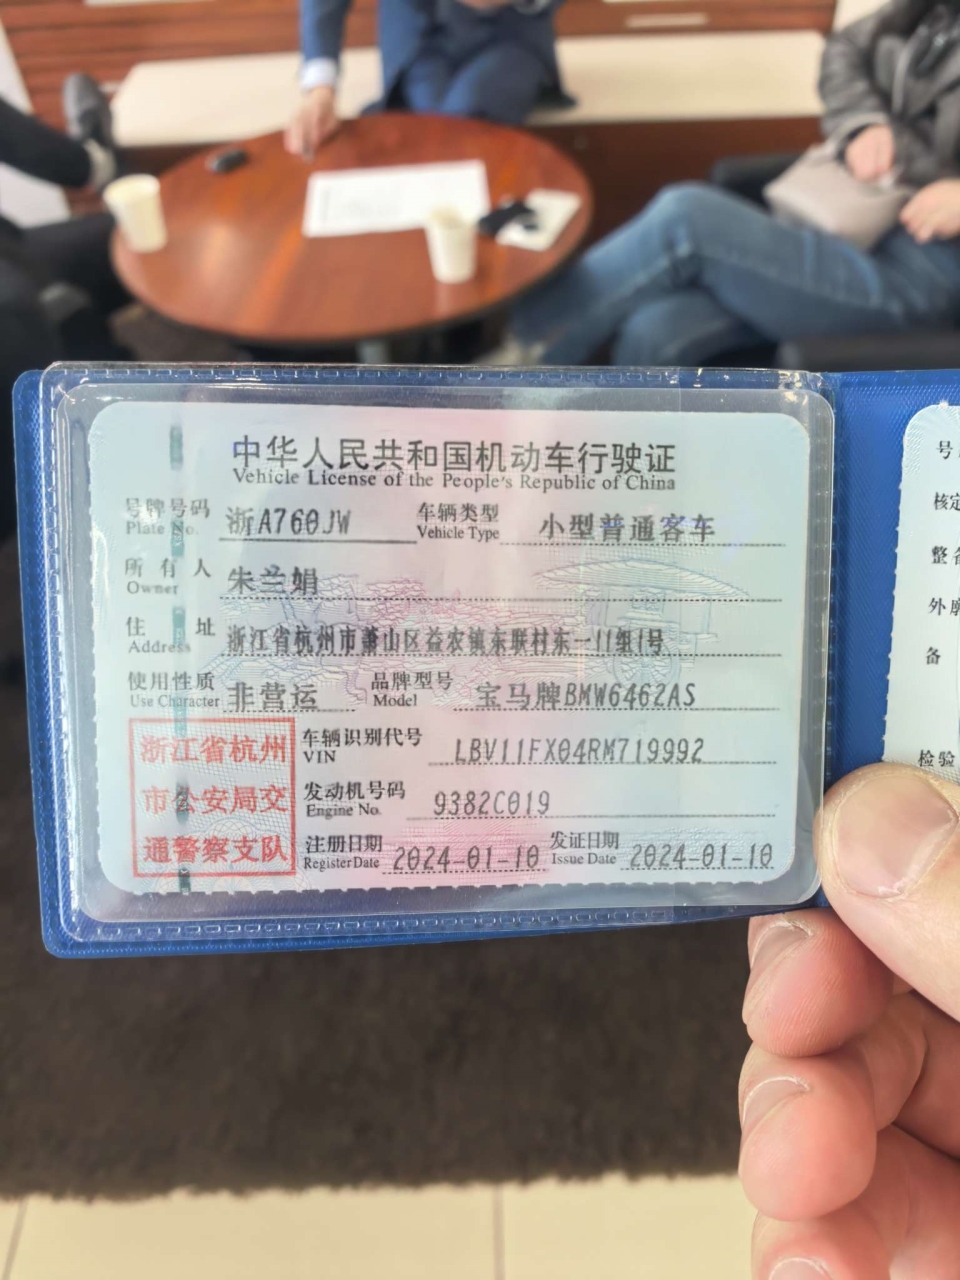 中华人民共和国机动车行驶证
Vehicle License of the People's Republic of China
号牌号码 浙A760JW 车辆类型 小型普通客车
Plate No. Vehicle Type
所有人 朱兰娟
Owner
住址 浙江省杭州市萧山区益农镇东联村东一11组1号
Address
使用性质 非营运 品牌型号 宝马牌BMW6462AS
Use Character Model
浙江省杭州
市公安局交
通警察支队
车辆识别代号 LBV11FX04RM719992
VIN
发动机号码 9382C019
Engine No.
注册日期 2024-01-10 发证日期 2024-01-10
Register Date Issue Date
号
核定
整备
外廓
备
检验